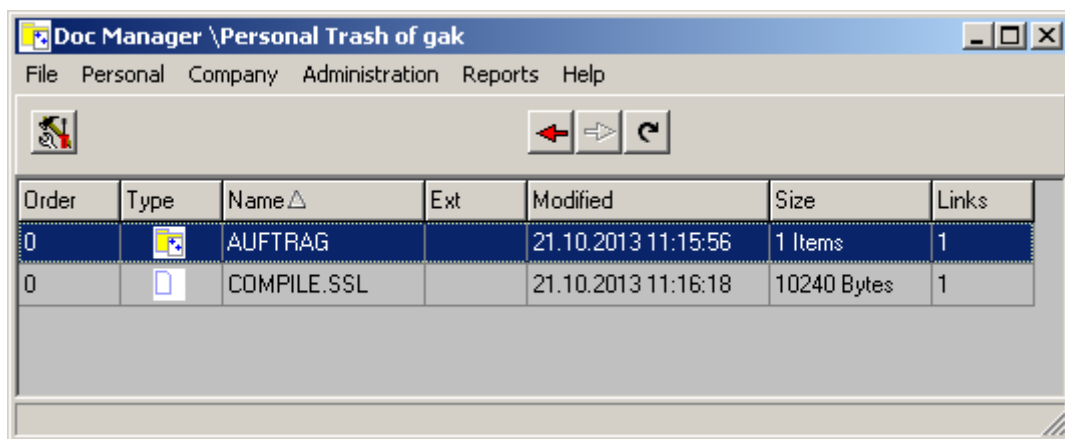 Doc Manager \Personal Trash of gak
File Personal Company Administration Reports Help
Order Type Name Ext Modified Size Links
0 AUFTRAG 21.10.2013 11:15:56 1 Items 1
0 COMPILE.SSL 21.10.2013 11:16:18 10240 Bytes 1